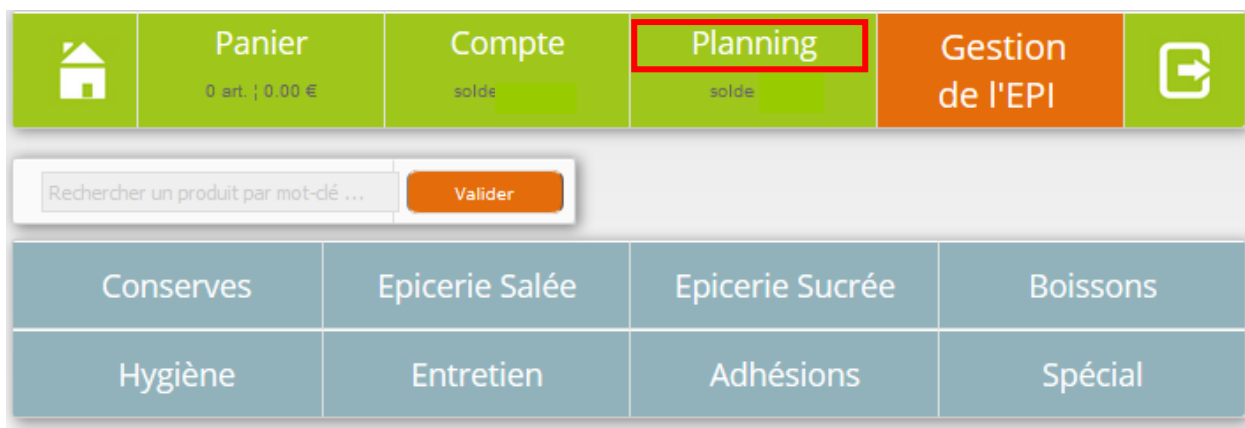 Panier
Compte
Planning
Gestion
de l'EPI
0 art. ¦ 0.00 €
solde
solde
Rechercher un produit par mot-clé ...
Valider
Conserves
Epicerie Salée
Epicerie Sucrée
Boissons
Hygiène
Entretien
Adhésions
Spécial